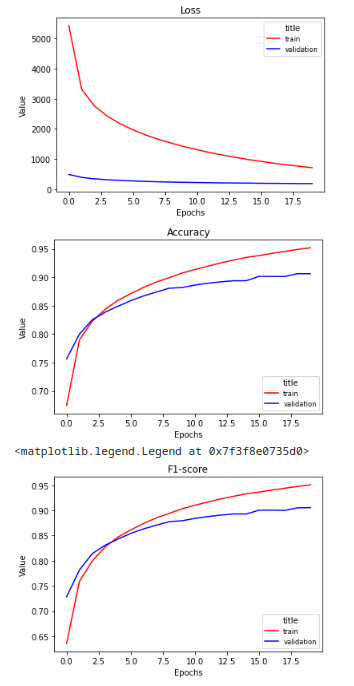 Loss
5000
4000
3000
2000
1000
0
Value
title
train
validation
0.0 2.5 5.0 7.5 10.0 12.5 15.0 17.5
Epochs
Accuracy
0.95
0.90
0.85
0.80
0.75
0.70
Value
title
train
validation
0.0 2.5 5.0 7.5 10.0 12.5 15.0 17.5
Epochs
<matplotlib.legend.Legend at 0x7f3f8e0735d0>
F1-score
0.95
0.90
0.85
0.80
0.75
0.70
0.65
Value
title
train
validation
0.0 2.5 5.0 7.5 10.0 12.5 15.0 17.5
Epochs